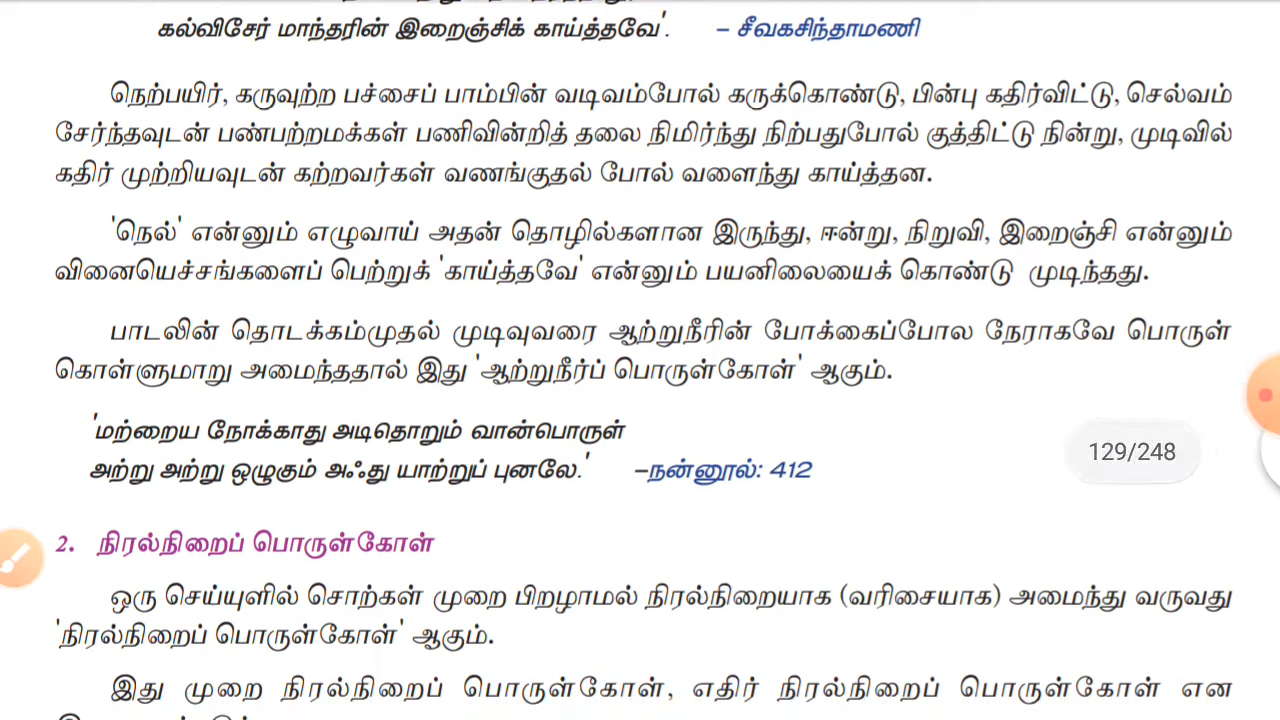 கல்விசேர் மாந்தரின் இறைஞ்சிக் காய்த்தவே'. – சீவகசிந்தாமணி
நெற்பயிர், கருவுற்ற பச்சைப் பாம்பின் வடிவம்போல் கருக்கொண்டு, பின்பு கதிர்விட்டு, செல்வம்
சேர்ந்தவுடன் பண்பற்றமக்கள் பணிவின்றித் தலை நிமிர்ந்து நிற்பதுபோல் குத்திட்டு நின்று, முடிவில்
கதிர் முற்றியவுடன் கற்றவர்கள் வணங்குதல் போல் வளைந்து காய்த்தன.
'நெல்' என்னும் எழுவாய் அதன் தொழில்களான இருந்து, ஈன்று, நிறுவி, இறைஞ்சி என்னும்
வினையெச்சங்களைப் பெற்றுக் 'காய்த்தவே' என்னும் பயனிலையைக் கொண்டு முடிந்தது.
பாடலின் தொடக்கம்முதல் முடிவுவரை ஆற்றுநீரின் போக்கைப்போல நேராகவே பொருள்
கொள்ளுமாறு அமைந்ததால் இது 'ஆற்றுநீர்ப் பொருள்கோள்' ஆகும்.
'மற்றைய நோக்காது அடிதொறும் வான்பொருள்
அற்று அற்று ஒழுகும் அஃது யாற்றுப் புனலே.' –நன்னூல்: 412
129/248
2. நிரல்நிறைப் பொருள்கோள்
ஒரு செய்யுளில் சொற்கள் முறை பிறழாமல் நிரல்நிறையாக (வரிசையாக) அமைந்து வருவது
'நிரல்நிறைப் பொருள்கோள்' ஆகும்.
இது முறை நிரல்நிறைப் பொருள்கோள், எதிர் நிரல்நிறைப் பொருள்கோள் என